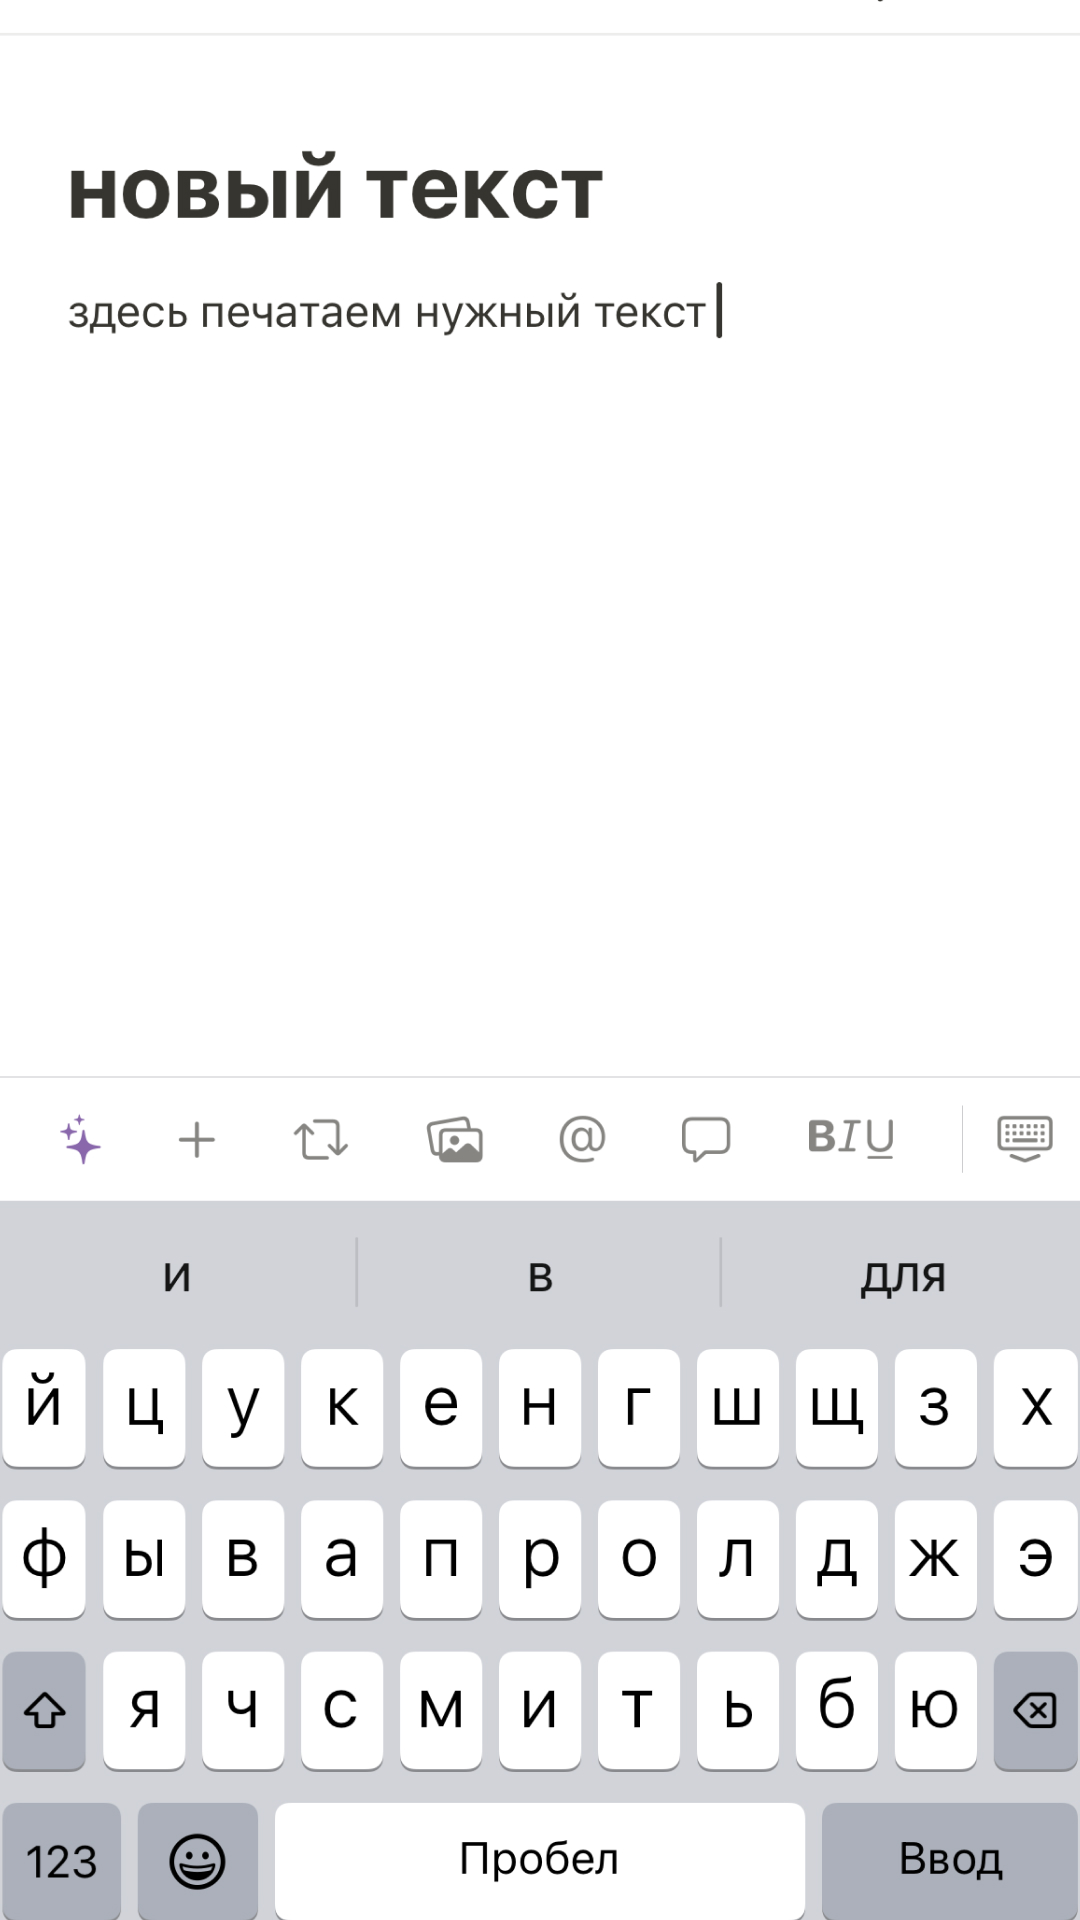 новый текст
здесь печатаем нужный текст
@ BIU
и в для
й ц у к е н г ш щ з х
ф ы в а п р о л д ж э
я ч с м и т ь б ю
123 Пробел Ввод